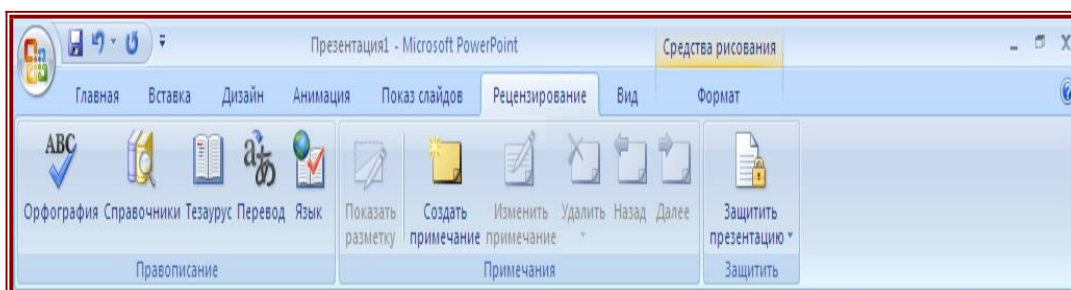 Презентация1 - Microsoft PowerPoint
Средства рисования
Главная Вставка Дизайн Анимация Показ слайдов Рецензирование Вид Формат
ABC
Орфография Справочники Тезаурус Перевод Язык Показать разметку Создать примечание Изменить примечание Удалить Назад Далее Защитить презентацию
Правописание Примечания Защитить